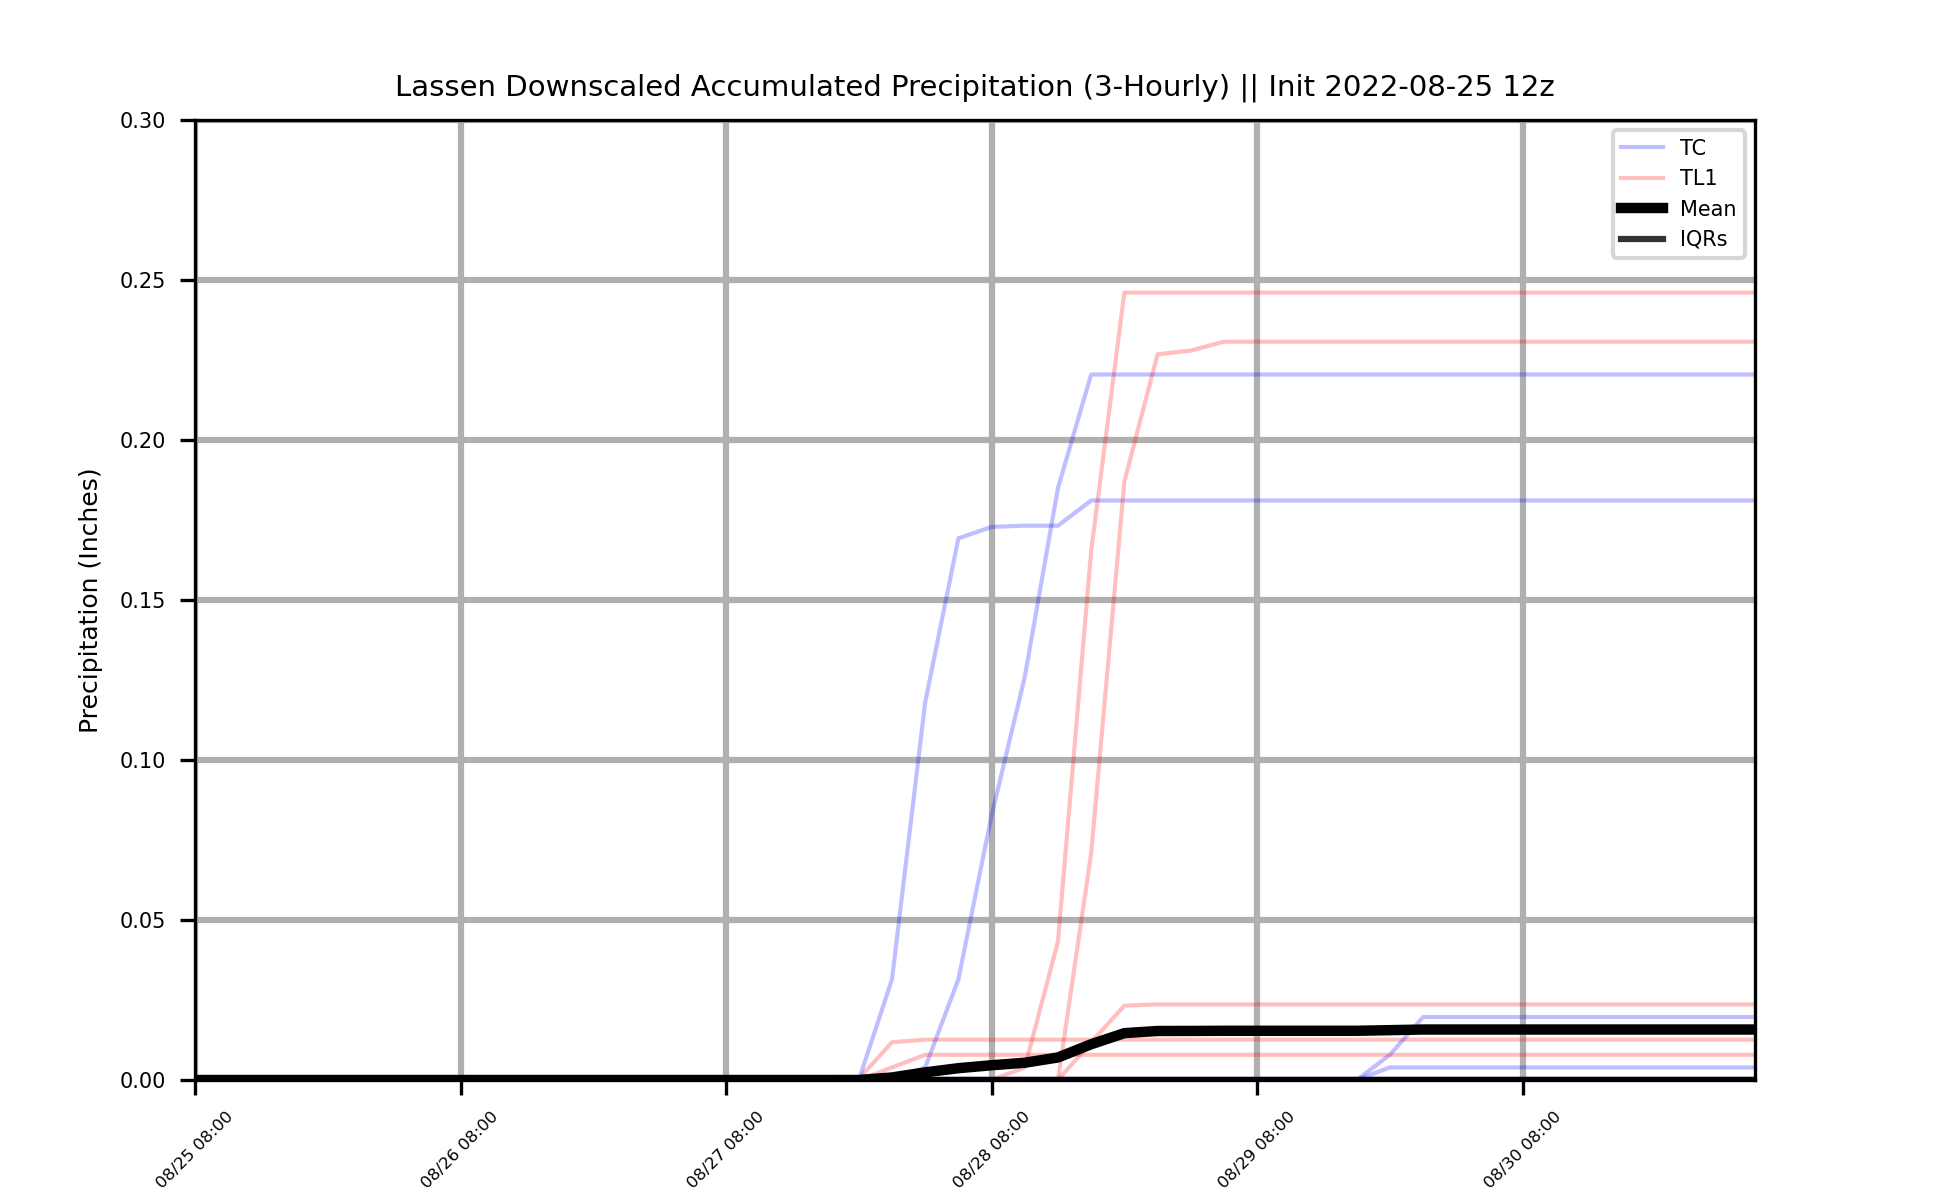 Lassen Downscaled Accumulated Precipitation (3-Hourly) || Init 2022-08-25 12z
TC
TL1
Mean
IQRs
Precipitation (Inches)
0.30
0.25
0.20
0.15
0.10
0.05
0.00
08/25 08:00
08/26 08:00
08/27 08:00
08/28 08:00
08/29 08:00
08/30 08:00